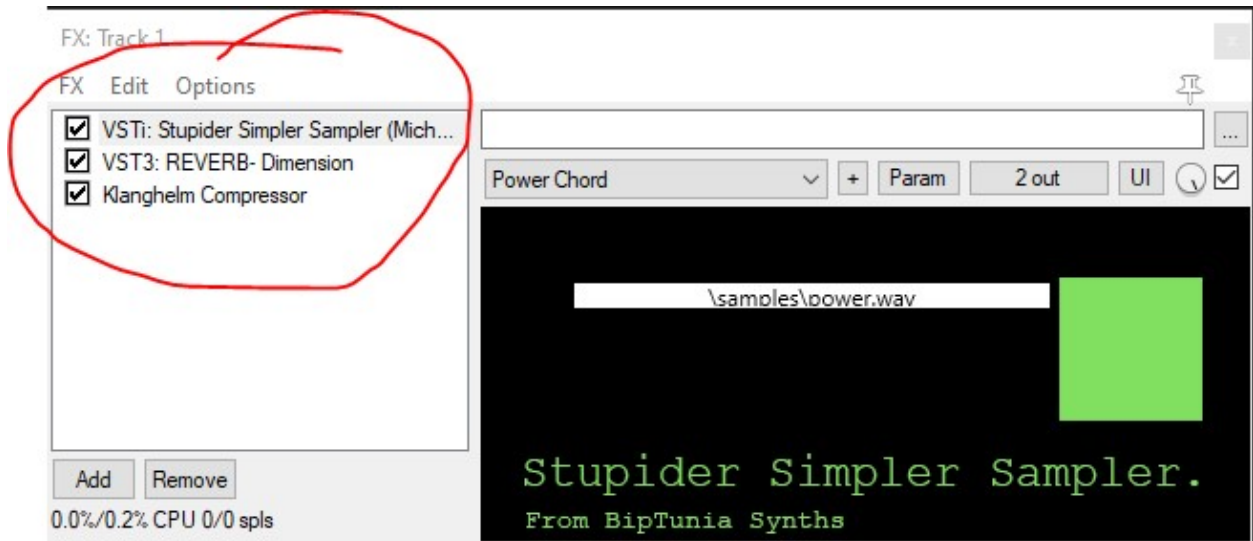 FX: Track 1
FX Edit Options
VSTi: Stupider Simpler Sampler (Mich...
VST3: REVERB- Dimension
Klanghelm Compressor
Add Remove
0.0%/0.2% CPU 0/0 spls
...
Power Chord + Param 2 out UI
\samples\power.wav
Stupider Simpler Sampler.
From BipTunia Synths